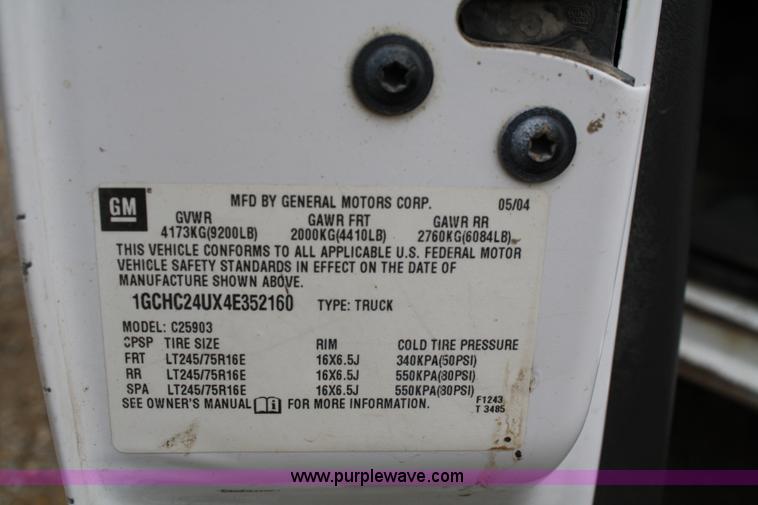 GM
MFD BY GENERAL MOTORS CORP. 05/04
GVWR GAWR FRT GAWR RR
4173KG(9200LB) 2000KG(4410LB) 2760KG(6084LB)
THIS VEHICLE CONFORMS TO ALL APPLICABLE U.S. FEDERAL MOTOR
VEHICLE SAFETY STANDARDS IN EFFECT ON THE DATE OF
MANUFACTURE SHOWN ABOVE.
1GCHC24UX4E352160 TYPE: TRUCK
MODEL: C25903
CPSP TIRE SIZE RIM COLD TIRE PRESSURE
FRT LT245/75R16E 16X6.5J 340KPA(50PSI)
RR LT245/75R16E 16X6.5J 550KPA(80PSI)
SPA LT245/75R16E 16X6.5J 550KPA(80PSI)
SEE OWNER'S MANUAL FOR MORE INFORMATION.
F1243
T 3485
www.purplewave.com